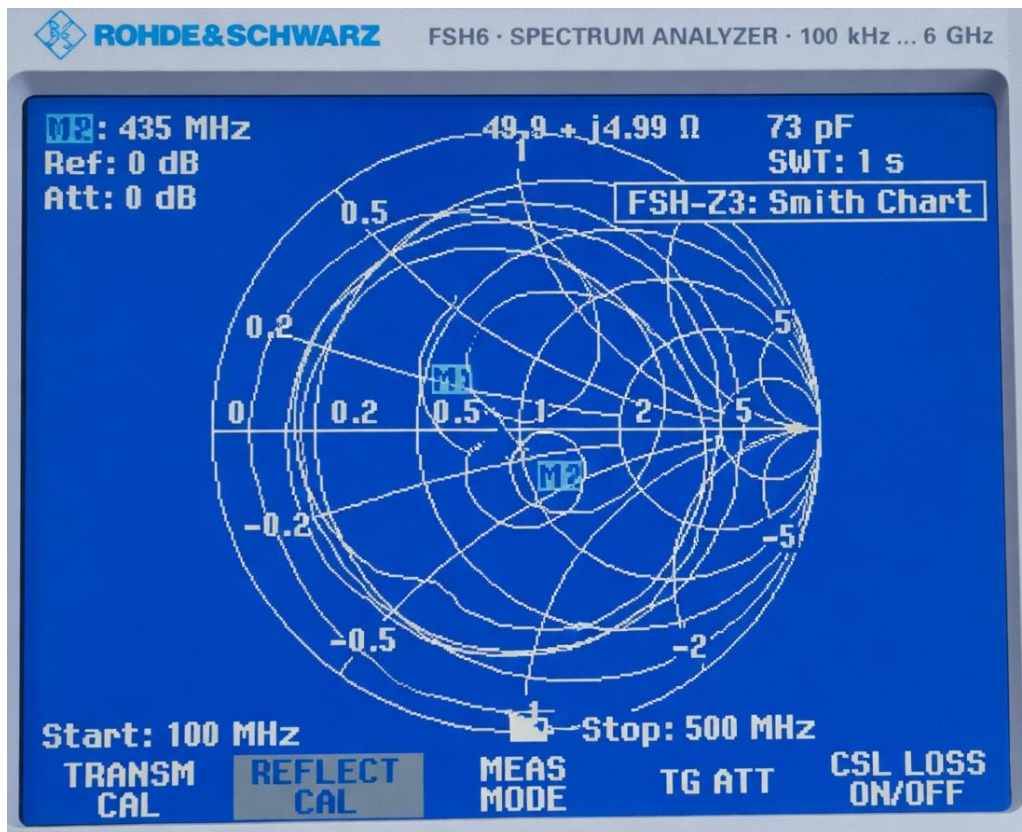 ROHDE&SCHWARZ FSH6 · SPECTRUM ANALYZER · 100 kHz ... 6 GHz
M2: 435 MHz 49.9 + j4.99 Ω 73 pF
Ref: 0 dB SWT: 1 s
Att: 0 dB
FSH-Z3: Smith Chart
1
0.5
0.2 5
M1
0 0.2 0.5 1 2 5
M2
-0.2 -5
-0.5 -2
-1
Start: 100 MHz Stop: 500 MHz
TRANSM CAL
REFLECT CAL
MEAS MODE
TG ATT
CSL LOSS ON/OFF